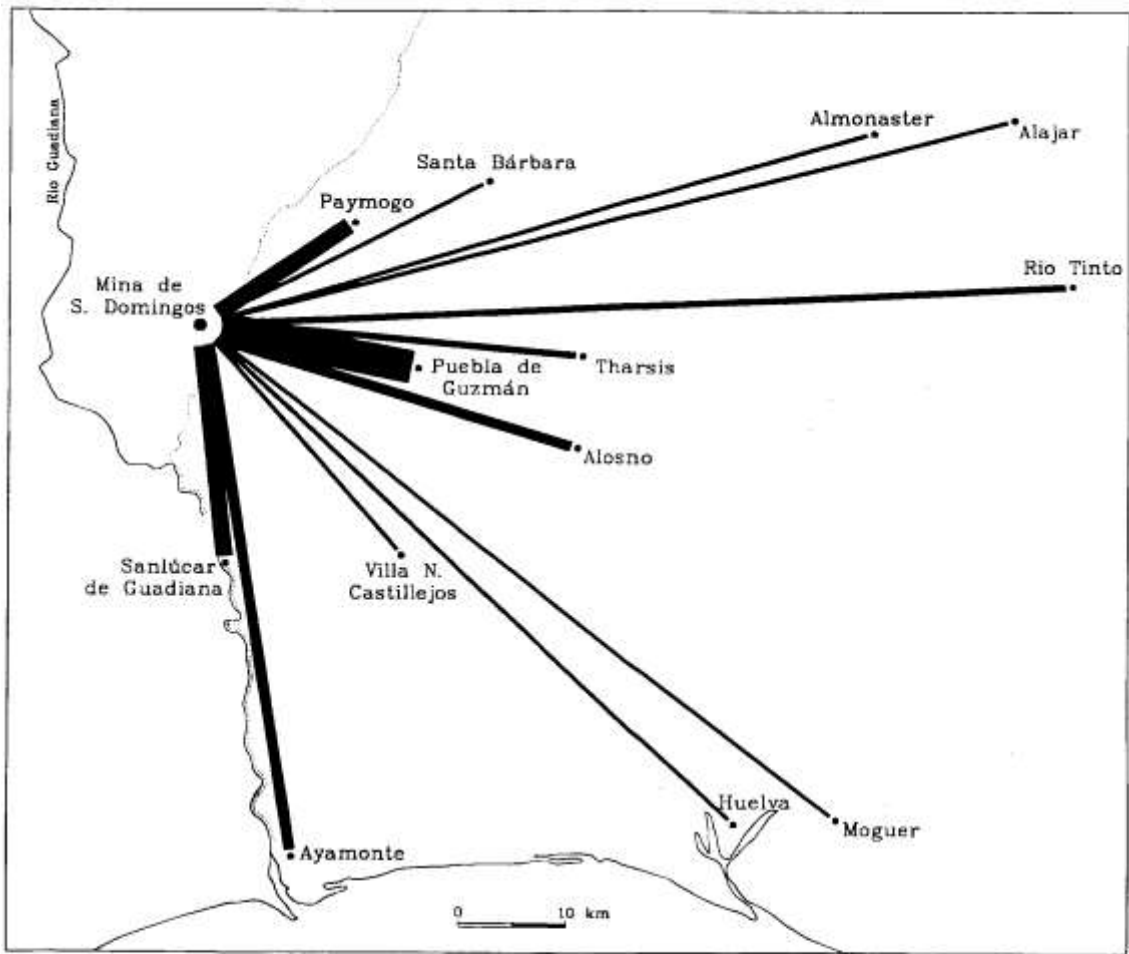 Almonaster
Alajar
Santa Bárbara
Rio Guadiana
Paymogo
Rio Tinto
Mina de
S. Domingos
Tharsis
Puebla de
Guzmán
Alosno
Sanlúcar
de Guadiana
Villa N.
Castillejos
Huelva
Moguer
Ayamonte
0 10 km